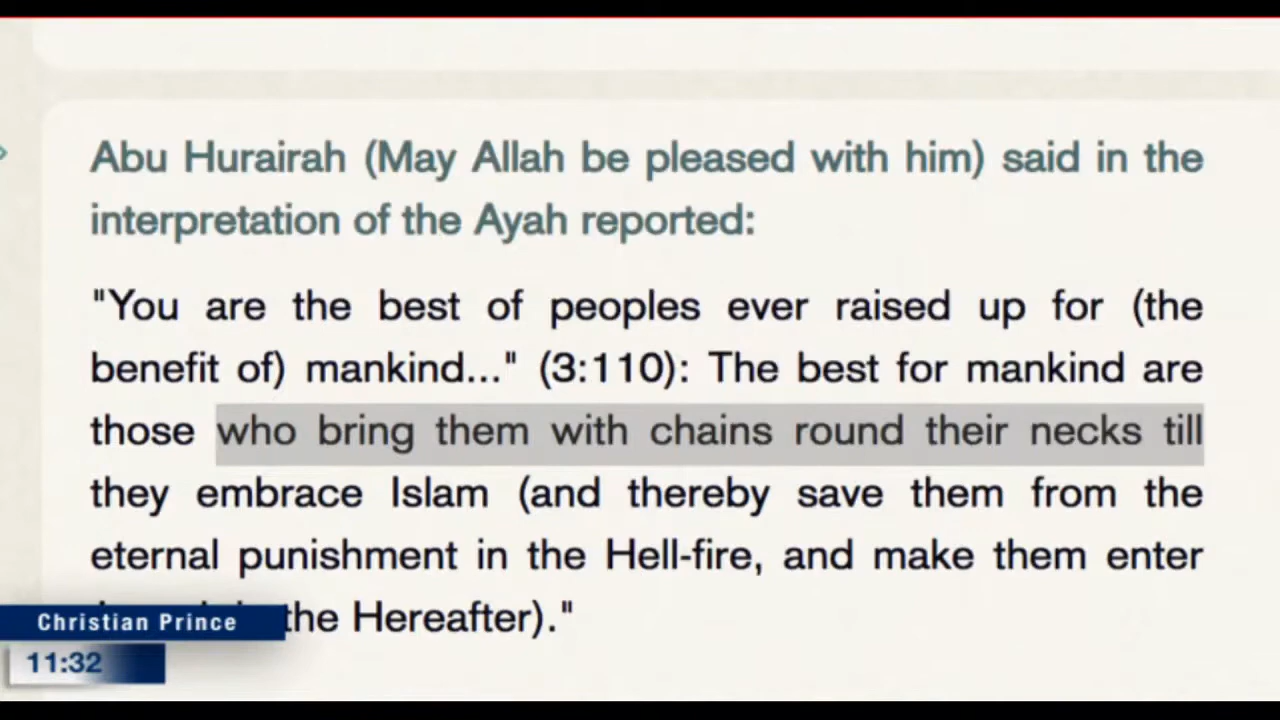 Abu Hurairah (May Allah be pleased with him) said in the
interpretation of the Ayah reported:
"You are the best of peoples ever raised up for (the
benefit of) mankind..." (3:110): The best for mankind are
those who bring them with chains round their necks till
they embrace Islam (and thereby save them from the
eternal punishment in the Hell-fire, and make them enter
the Hereafter)."
Christian Prince
11:32